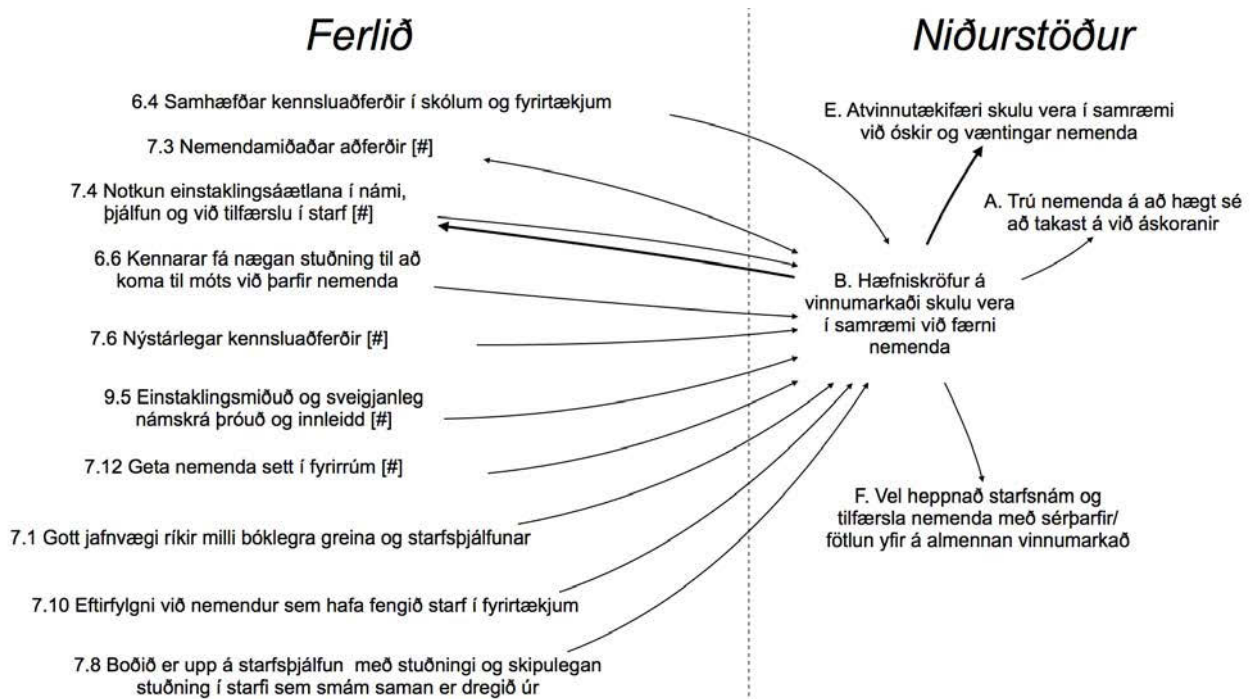 Ferlið
6.4 Samhæfðar kennsluaðferðir í skólum og fyrirtækjum
7.3 Nemendamiðaðar aðferðir [#]
7.4 Notkun einstaklingsáætlana í námi,
þjálfun og við tilfærslu í starf [#]
6.6 Kennarar fá nægan stuðning til að
koma til móts við þarfir nemenda
7.6 Nýstárlegar kennsluaðferðir [#]
9.5 Einstaklingsmiðuð og sveigjanleg
námskrá þróuð og innleidd [#]
7.12 Geta nemenda sett í fyrirrúm [#]
7.1 Gott jafnvægi ríkir milli bóklegra greina og starfsþjálfunar
7.10 Eftirfylgni við nemendur sem hafa fengið starf í fyrirtækjum
7.8 Boðið er upp á starfsþjálfun með stuðningi og skipulegan
stuðning í starfi sem smám saman er dregið úr
Niðurstöður
E. Atvinnutækifæri skulu vera í samræmi
við óskir og væntingar nemenda
A. Trú nemenda á að hægt sé
að takast á við áskoranir
B. Hæfniskröfur á
vinnumarkaði skulu vera
í samræmi við færni
nemenda
F. Vel heppnað starfsnám og
tilfærsla nemenda með sérþarfir/
fötlun yfir á almennan vinnumarkað